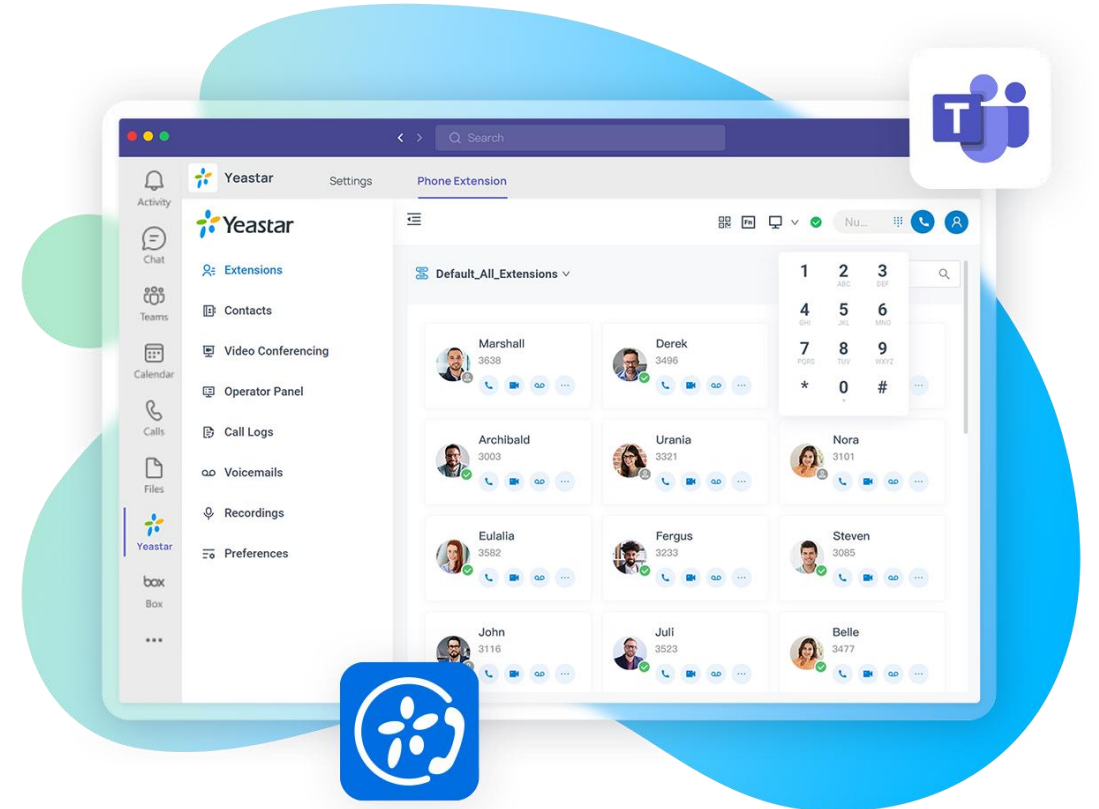 T
Search
Yeastar
Settings
Phone Extension
Activity
Chat
Teams
Calendar
Calls
Files
Yeastar
box
Box
Yeastar
Extensions
Contacts
Video Conferencing
Operator Panel
Call Logs
Voicemails
Recordings
Preferences
Fn
Nu...
Default_All_Extensions
1 2 3
ABC DEF
4 5 6
GHI JKL MNO
7 8 9
PQRS TUV WXYZ
* 0 #
Marshall
3638
Derek
3496
Archibald
3003
Urania
3321
Nora
3101
Eulalia
3582
Fergus
3233
Steven
3085
John
3116
Juli
3523
Belle
3477